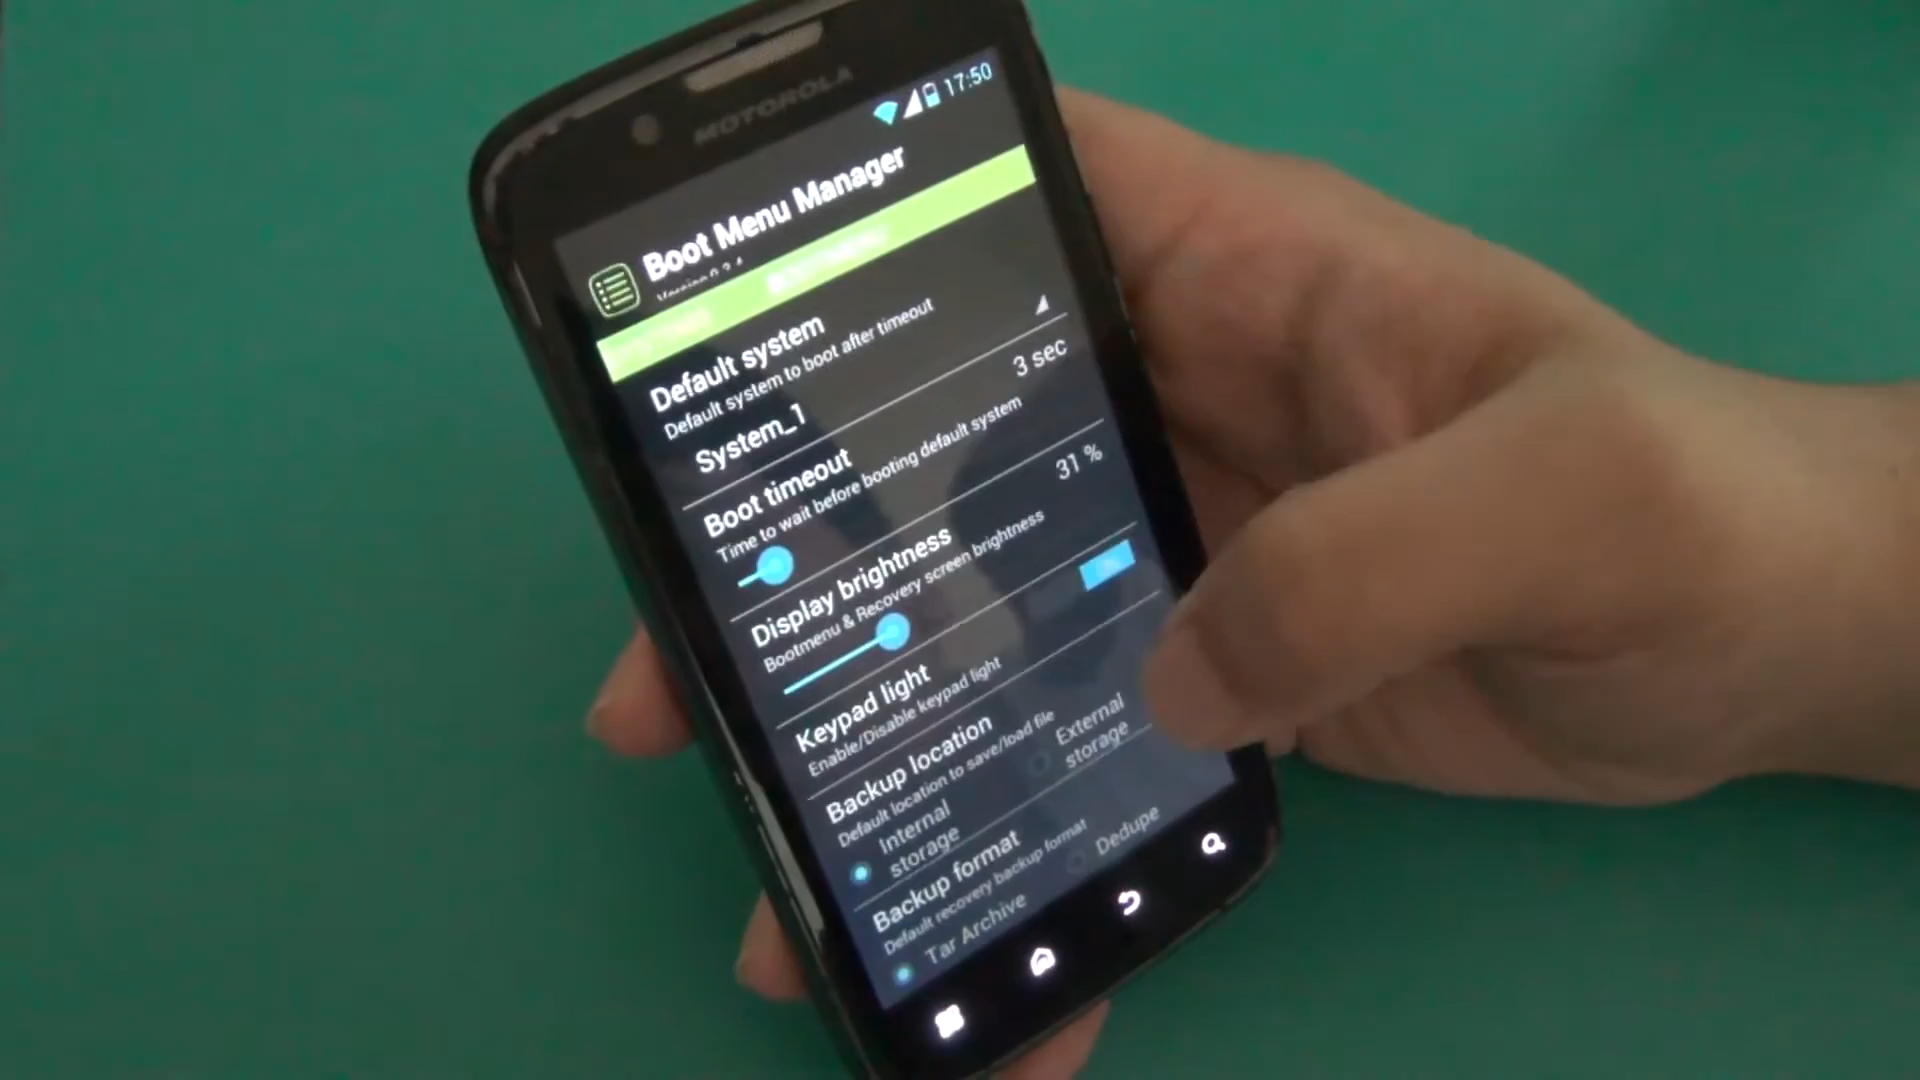 MOTOROLA
17:50
Boot Menu Manager
Default system
Default system to boot after timeout
System_1
Boot timeout
3 sec
Time to wait before booting default system
Display brightness
31 %
Bootmenu & Recovery screen brightness
Keypad light
Enable/Disable keypad light
Backup location
Default location to save/load file
Internal
storage
External
storage
Backup format
Default recovery backup format
Tar Archive
Dedupe